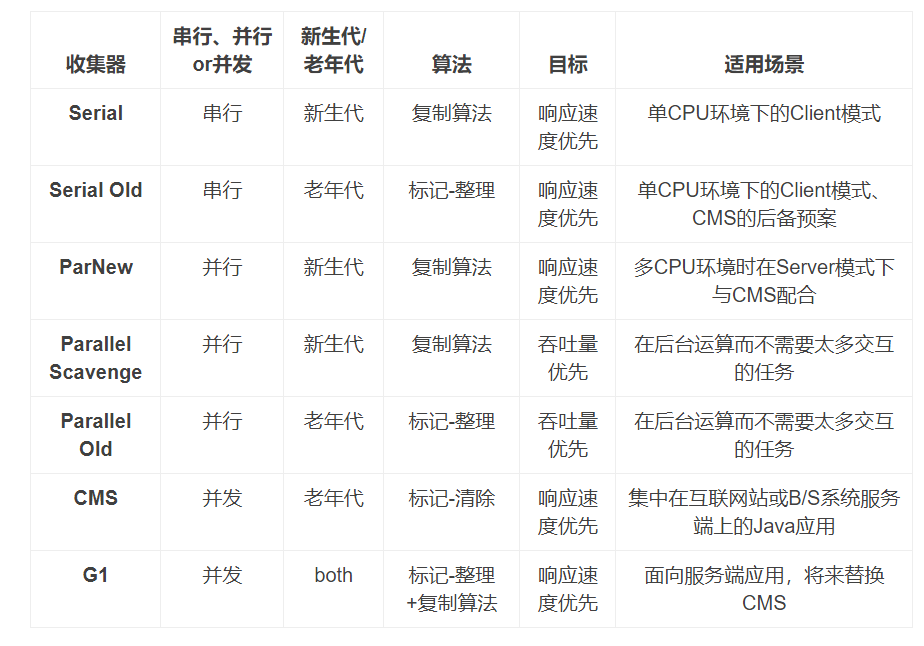 收集器
串行、并行
or并发
新生代/
老年代
算法
目标
适用场景
Serial
串行
新生代
复制算法
响应速
度优先
单CPU环境下的Client模式
Serial Old
串行
老年代
标记-整理
响应速
度优先
单CPU环境下的Client模式、
CMS的后备预案
ParNew
并行
新生代
复制算法
响应速
度优先
多CPU环境时在Server模式下
与CMS配合
Parallel
Scavenge
并行
新生代
复制算法
吞吐量
优先
在后台运算而不需要太多交互
的任务
Parallel
Old
并行
老年代
标记-整理
吞吐量
优先
在后台运算而不需要太多交互
的任务
CMS
并发
老年代
标记-清除
响应速
度优先
集中在互联网站或B/S系统服务
端上的Java应用
G1
并发
both
标记-整理
+复制算法
响应速
度优先
面向服务端应用，将来替换
CMS